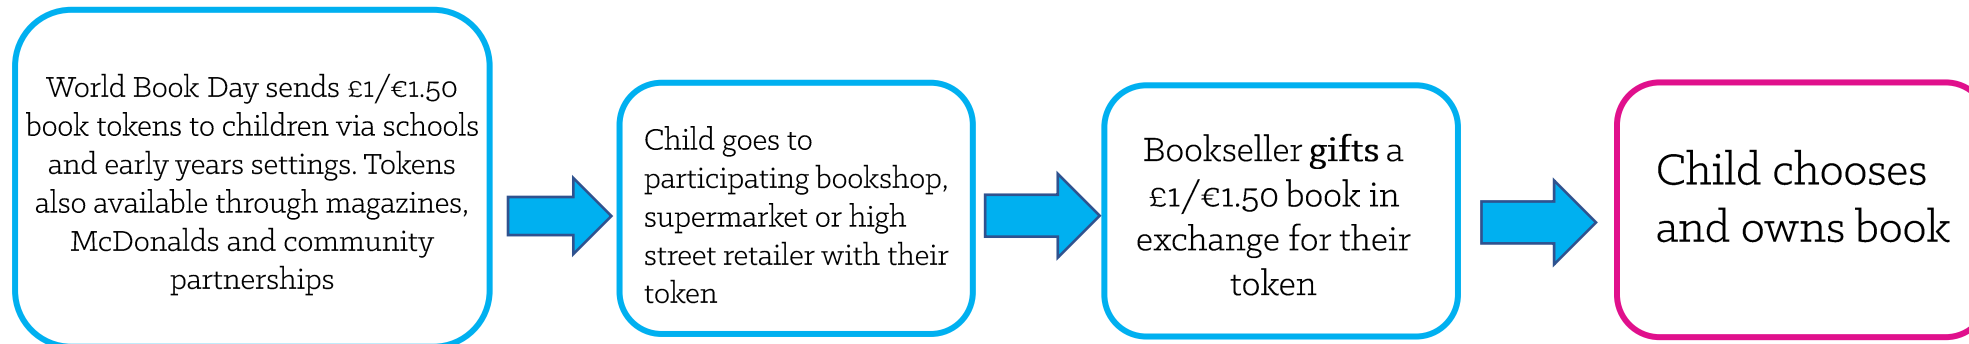 World Book Day sends £1/€1.50
book tokens to children via schools
and early years settings. Tokens
also available through magazines,
McDonalds and community
partnerships
Child goes to
participating bookshop,
supermarket or high
street retailer with their
token
Bookseller gifts a
£1/€1.50 book in
exchange for their
token
Child chooses
and owns book